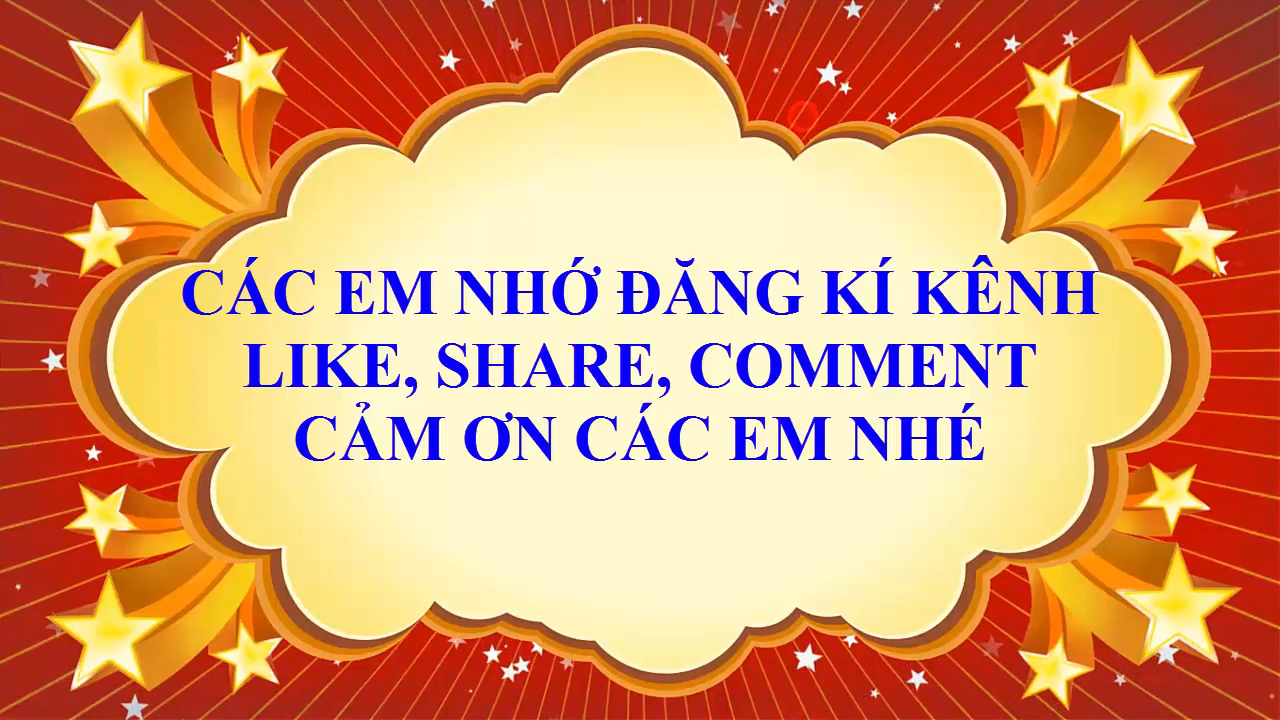 CÁC EM NHỚ ĐĂNG KÍ KÊNH
LIKE, SHARE, COMMENT
CẢM ƠN CÁC EM NHÉ